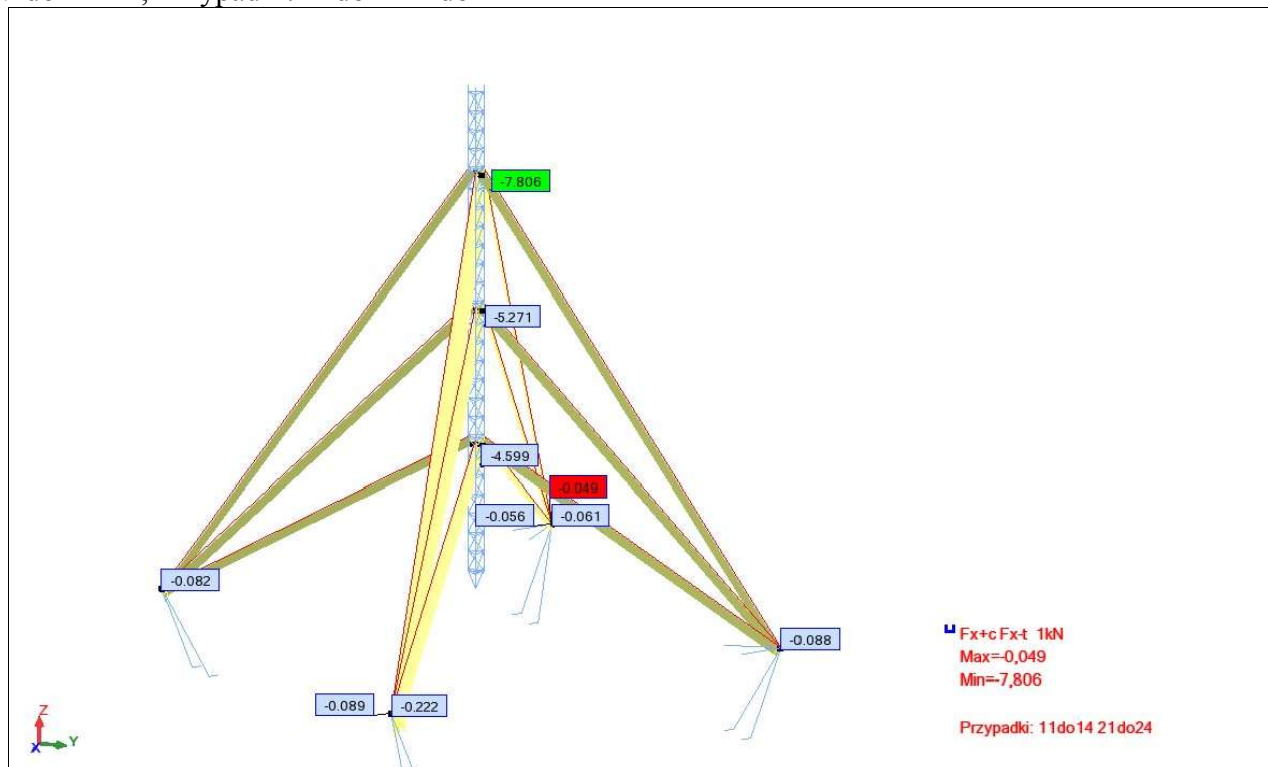 -7.806
-5.271
-4.599
-0.049
-0.056
-0.061
-0.082
-0.088
-0.089
-0.222
Fx+c Fx-t 1kN
Max=-0,049
Min=-7,806
Przypadki: 11do14 21do24
Z
X
Y